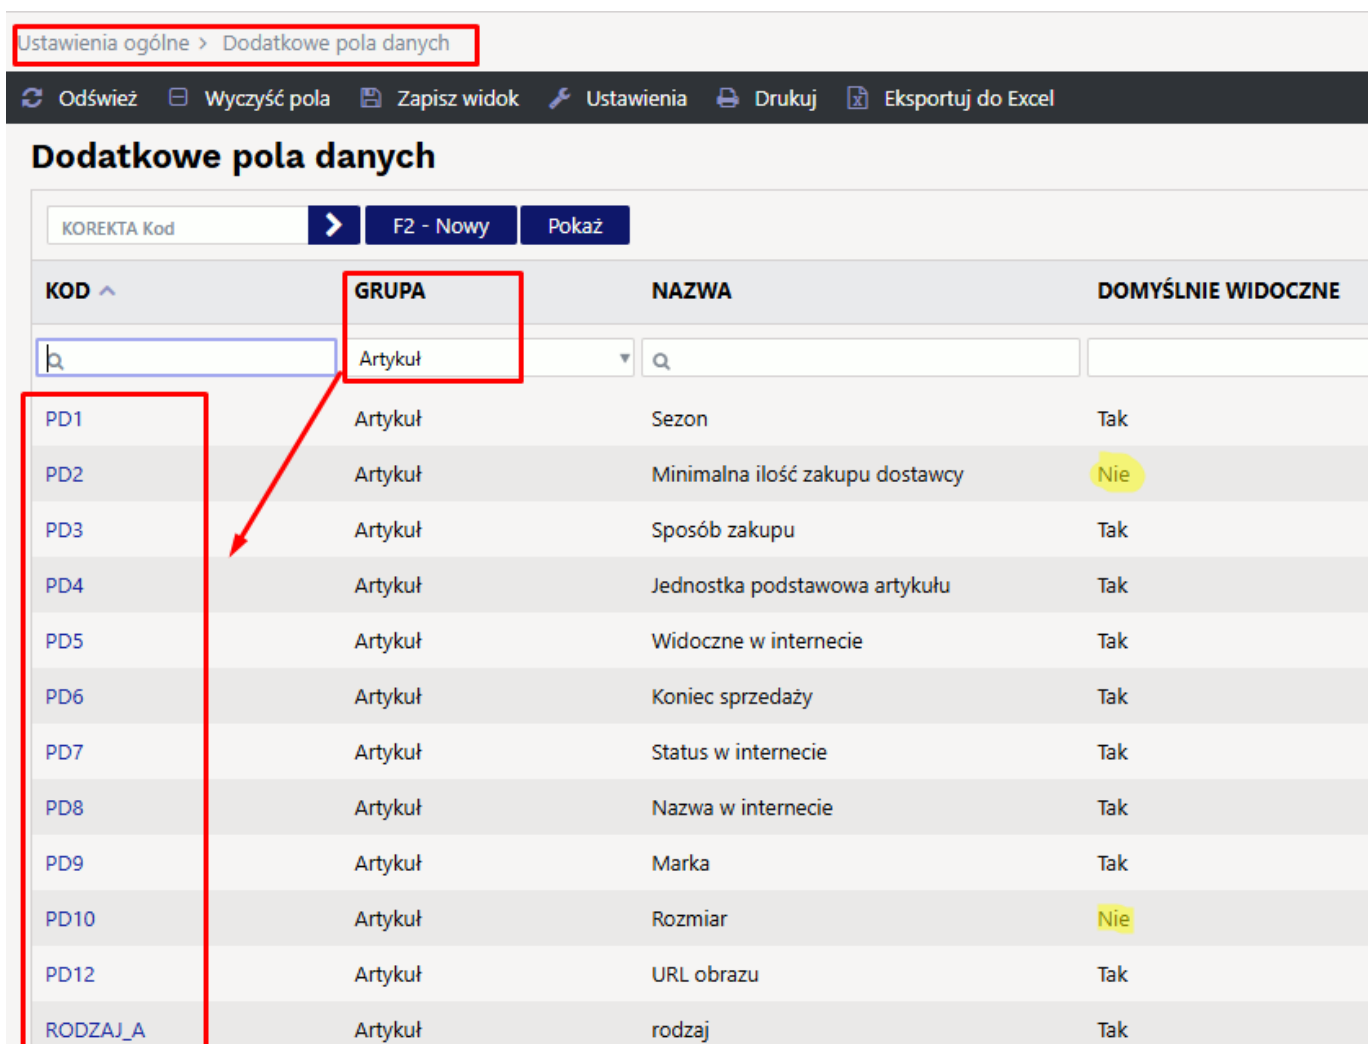 Ustawienia ogólne > Dodatkowe pola danych
Odśwież Wyczyść pola Zapisz widok Ustawienia Drukuj Eksportuj do Excel
Dodatkowe pola danych
KOREKTA Kod F2 - Nowy Pokaż
KOD GRUPA NAZWA DOMYŚLNIE WIDOCZNE
Artykuł
PD1 Artykuł Sezon Tak
PD2 Artykuł Minimalna ilość zakupu dostawcy Nie
PD3 Artykuł Sposób zakupu Tak
PD4 Artykuł Jednostka podstawowa artykułu Tak
PD5 Artykuł Widoczne w internecie Tak
PD6 Artykuł Koniec sprzedaży Tak
PD7 Artykuł Status w internecie Tak
PD8 Artykuł Nazwa w internecie Tak
PD9 Artykuł Marka Tak
PD10 Artykuł Rozmiar Nie
PD12 Artykuł URL obrazu Tak
RODZAJ_A Artykuł rodzaj Tak